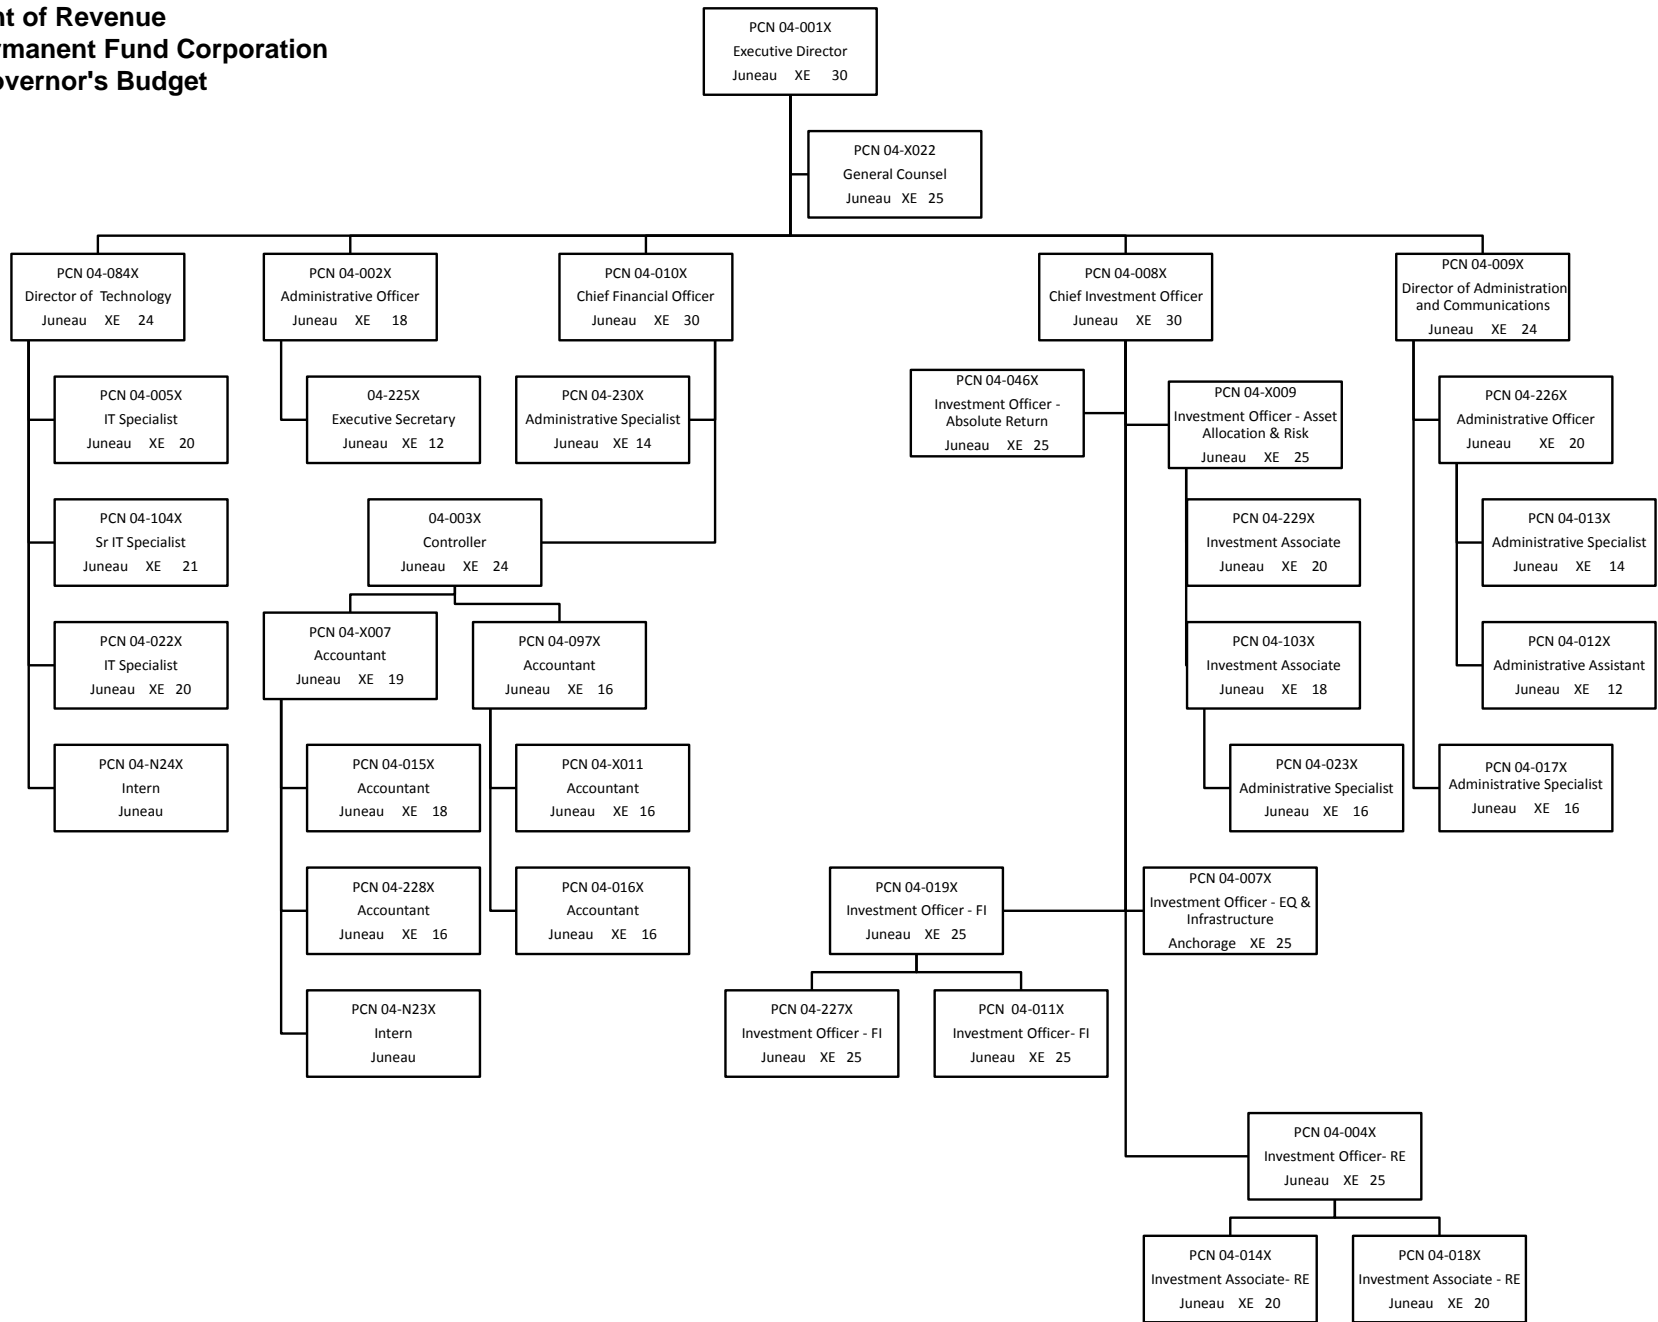 nt of Revenue
rmanent Fund Corporation
overnor's Budget
PCN 04-001X
Executive Director
Juneau XE 30
PCN 04-X022
General Counsel
Juneau XE 25
PCN 04-084X
Director of Technology
Juneau XE 24
PCN 04-002X
Administrative Officer
Juneau XE 18
PCN 04-010X
Chief Financial Officer
Juneau XE 30
PCN 04-008X
Chief Investment Officer
Juneau XE 30
PCN 04-009X
Director of Administration
and Communications
Juneau XE 24
PCN 04-005X
IT Specialist
Juneau XE 20
04-225X
Executive Secretary
Juneau XE 12
PCN 04-230X
Administrative Specialist
Juneau XE 14
PCN 04-046X
Investment Officer -
Absolute Return
Juneau XE 25
PCN 04-X009
Investment Officer - Asset
Allocation & Risk
Juneau XE 25
PCN 04-226X
Administrative Officer
Juneau XE 20
PCN 04-104X
Sr IT Specialist
Juneau XE 21
04-003X
Controller
Juneau XE 24
PCN 04-229X
Investment Associate
Juneau XE 20
PCN 04-013X
Administrative Specialist
Juneau XE 14
PCN 04-022X
IT Specialist
Juneau XE 20
PCN 04-X007
Accountant
Juneau XE 19
PCN 04-097X
Accountant
Juneau XE 16
PCN 04-103X
Investment Associate
Juneau XE 18
PCN 04-012X
Administrative Assistant
Juneau XE 12
PCN 04-N24X
Intern
Juneau
PCN 04-015X
Accountant
Juneau XE 18
PCN 04-X011
Accountant
Juneau XE 16
PCN 04-023X
Administrative Specialist
Juneau XE 16
PCN 04-017X
Administrative Specialist
Juneau XE 16
PCN 04-228X
Accountant
Juneau XE 16
PCN 04-016X
Accountant
Juneau XE 16
PCN 04-019X
Investment Officer - FI
Juneau XE 25
PCN 04-007X
Investment Officer - EQ &
Infrastructure
Anchorage XE 25
PCN 04-N23X
Intern
Juneau
PCN 04-227X
Investment Officer - FI
Juneau XE 25
PCN 04-011X
Investment Officer- FI
Juneau XE 25
PCN 04-004X
Investment Officer- RE
Juneau XE 25
PCN 04-014X
Investment Associate- RE
Juneau XE 20
PCN 04-018X
Investment Associate - RE
Juneau XE 20